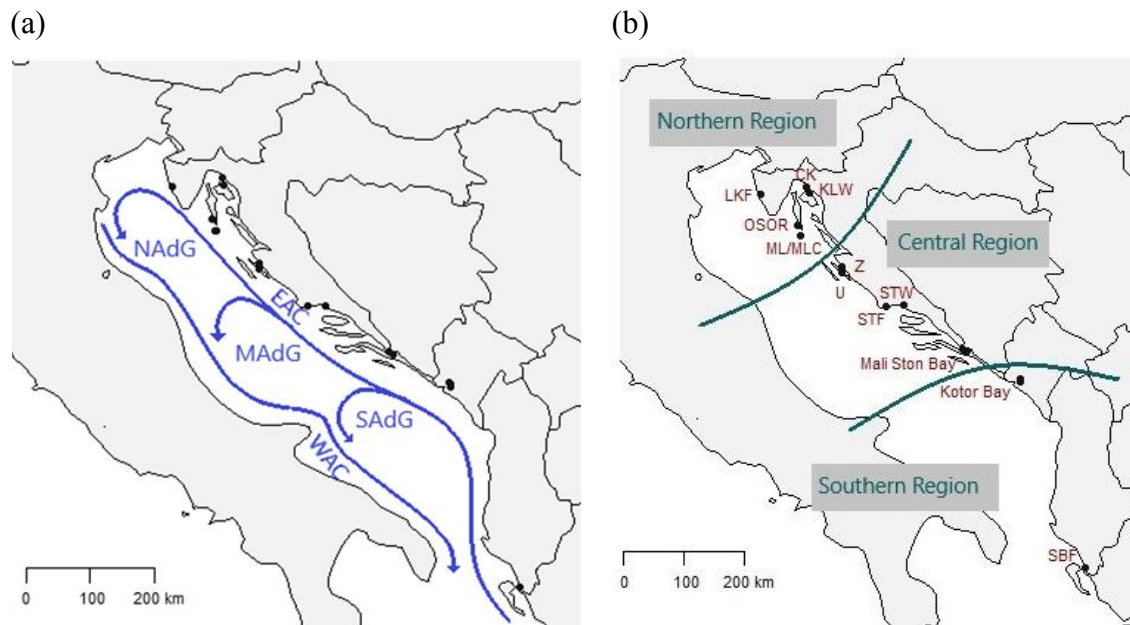 (a)
NAdG
EAC
MAdG
SAdG
WAC
0 100 200 km
(b)
Northern Region
CK
KLW
LKF
OSOR
ML/MLC
Central Region
Z
U
STW
STF
Mali Ston Bay
Kotor Bay
Southern Region
SBF
0 100 200 km